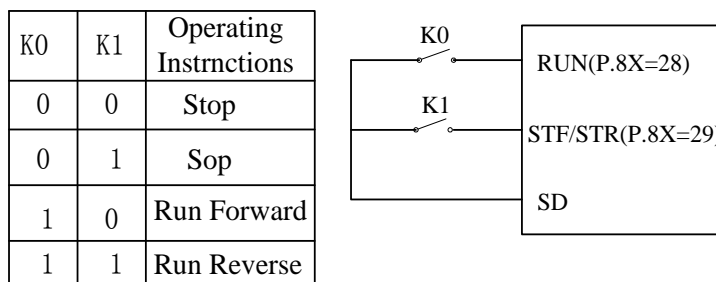 K0 K1 Operating Instrnctions
0 0 Stop
0 1 Sop
1 0 Run Forward
1 1 Run Reverse
K0
RUN(P.8X=28)
K1
STF/STR(P.8X=29)
SD